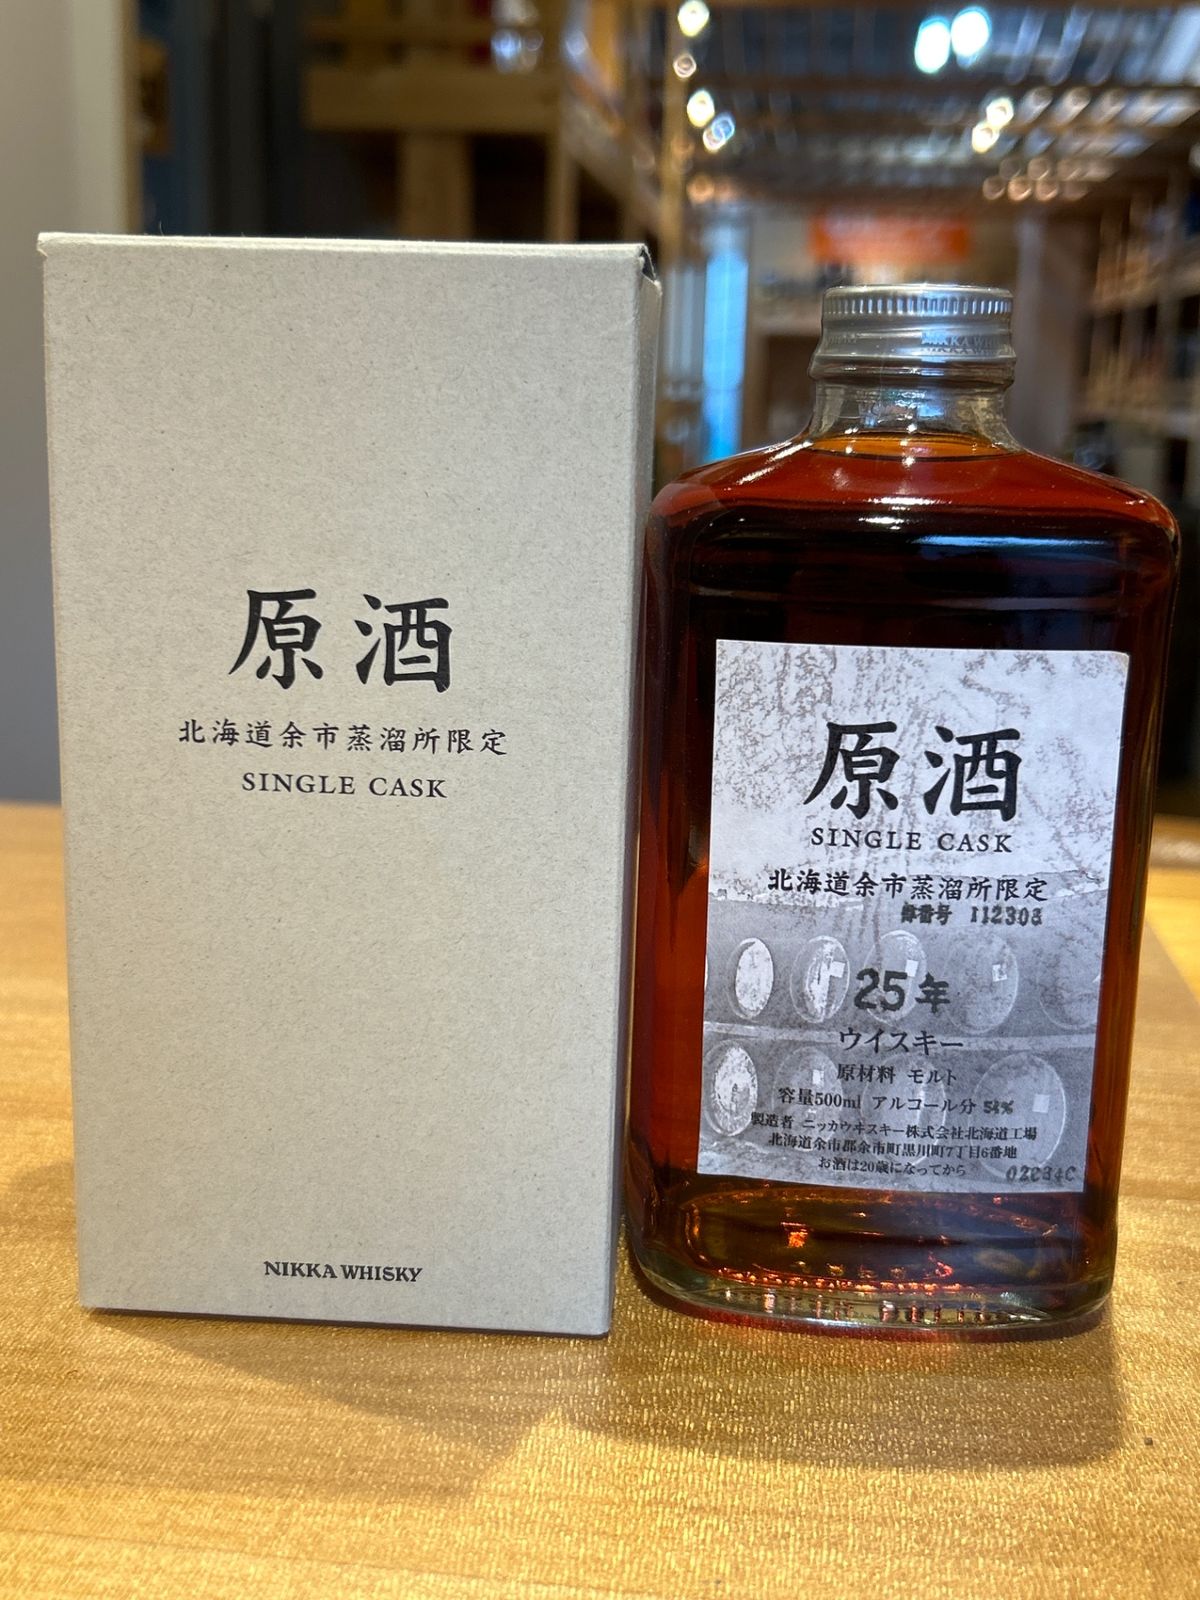 原酒
北海道余市蒸溜所限定
SINGLE CASK
NIKKA WHISKY
NIKKA WHISKY
原酒
SINGLE CASK
北海道余市蒸溜所限定
樽番号
25年
ウイスキー
原材料 モルト
容量500ml アルコール分
製造者 ニッカウヰスキー株式会社北海道工場
北海道余市郡余市町黒川町7丁目6番地
お酒は20歳になってから